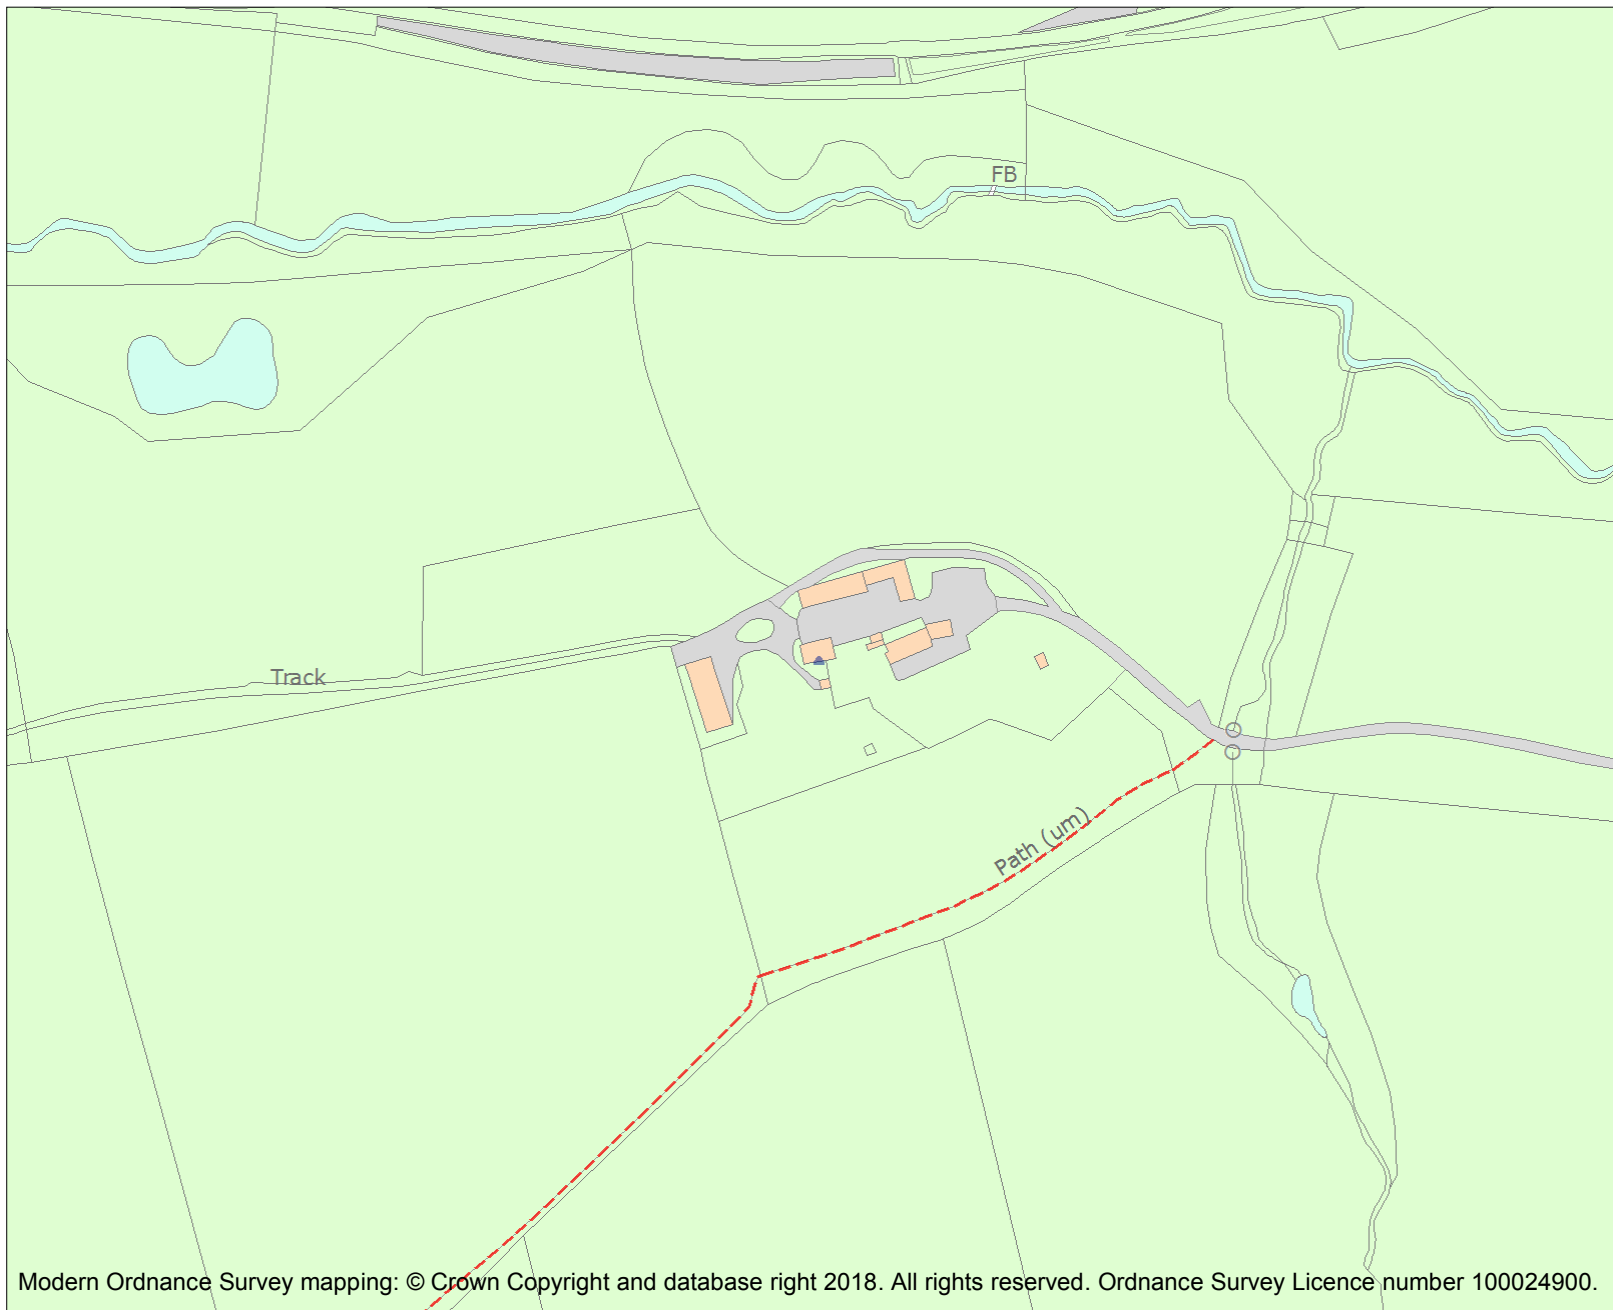 FB
Track
Path (um)
Modern Ordnance Survey mapping: © Crown Copyright and database right 2018. All rights reserved. Ordnance Survey Licence number 100024900.